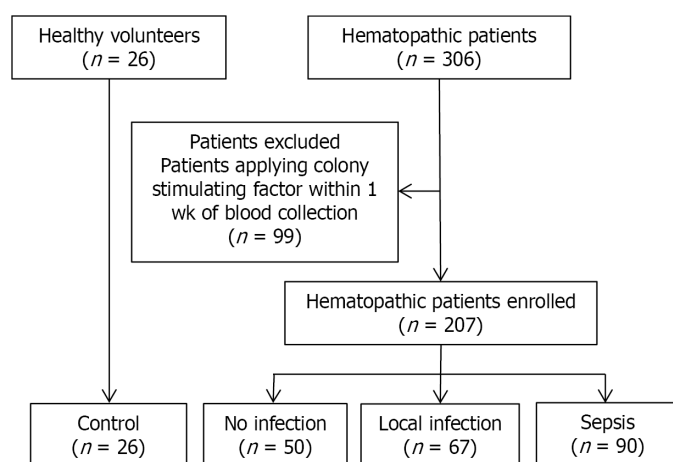 Healthy volunteers
(n = 26)
Hematopathic patients
(n = 306)
Patients excluded
Patients applying colony
stimulating factor within 1
wk of blood collection
(n = 99)
Hematopathic patients enrolled
(n = 207)
Control
(n = 26)
No infection
(n = 50)
Local infection
(n = 67)
Sepsis
(n = 90)